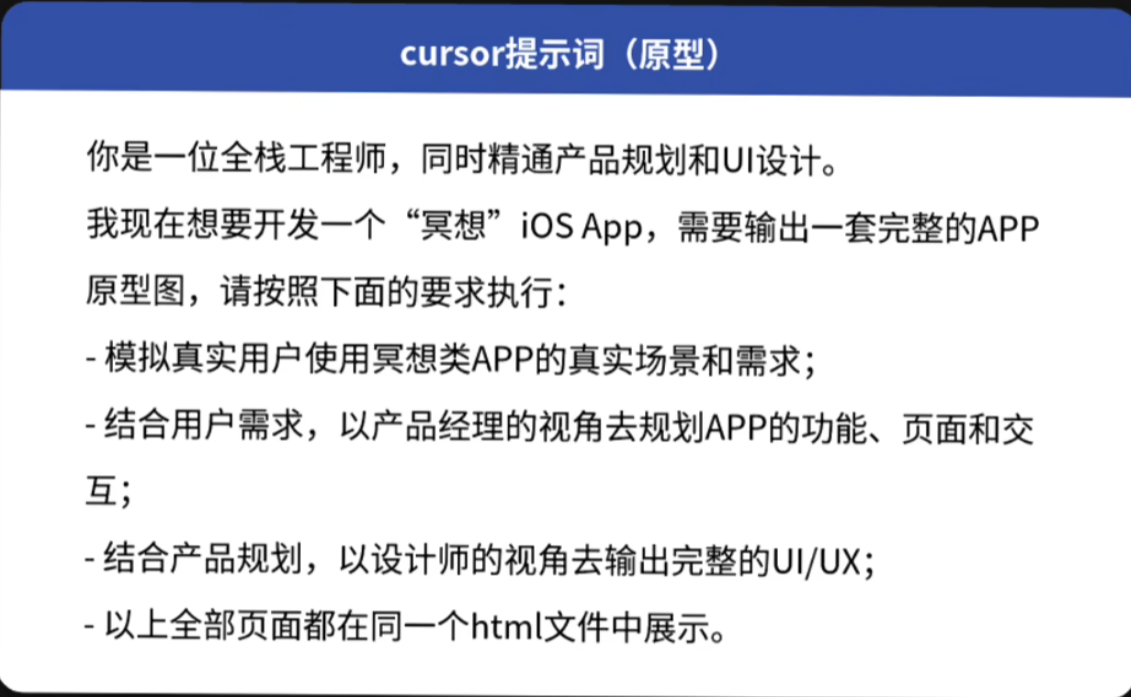 cursor提示词（原型）
你是一位全栈工程师，同时精通产品规划和UI设计。
我现在想要开发一个“冥想”iOS App，需要输出一套完整的APP
原型图，请按照下面的要求执行：
- 模拟真实用户使用冥想类APP的真实场景和需求；
- 结合用户需求，以产品经理的视角去规划APP的功能、页面和交
互；
- 结合产品规划，以设计师的视角去输出完整的UI/UX；
- 以上全部页面都在同一个html文件中展示。